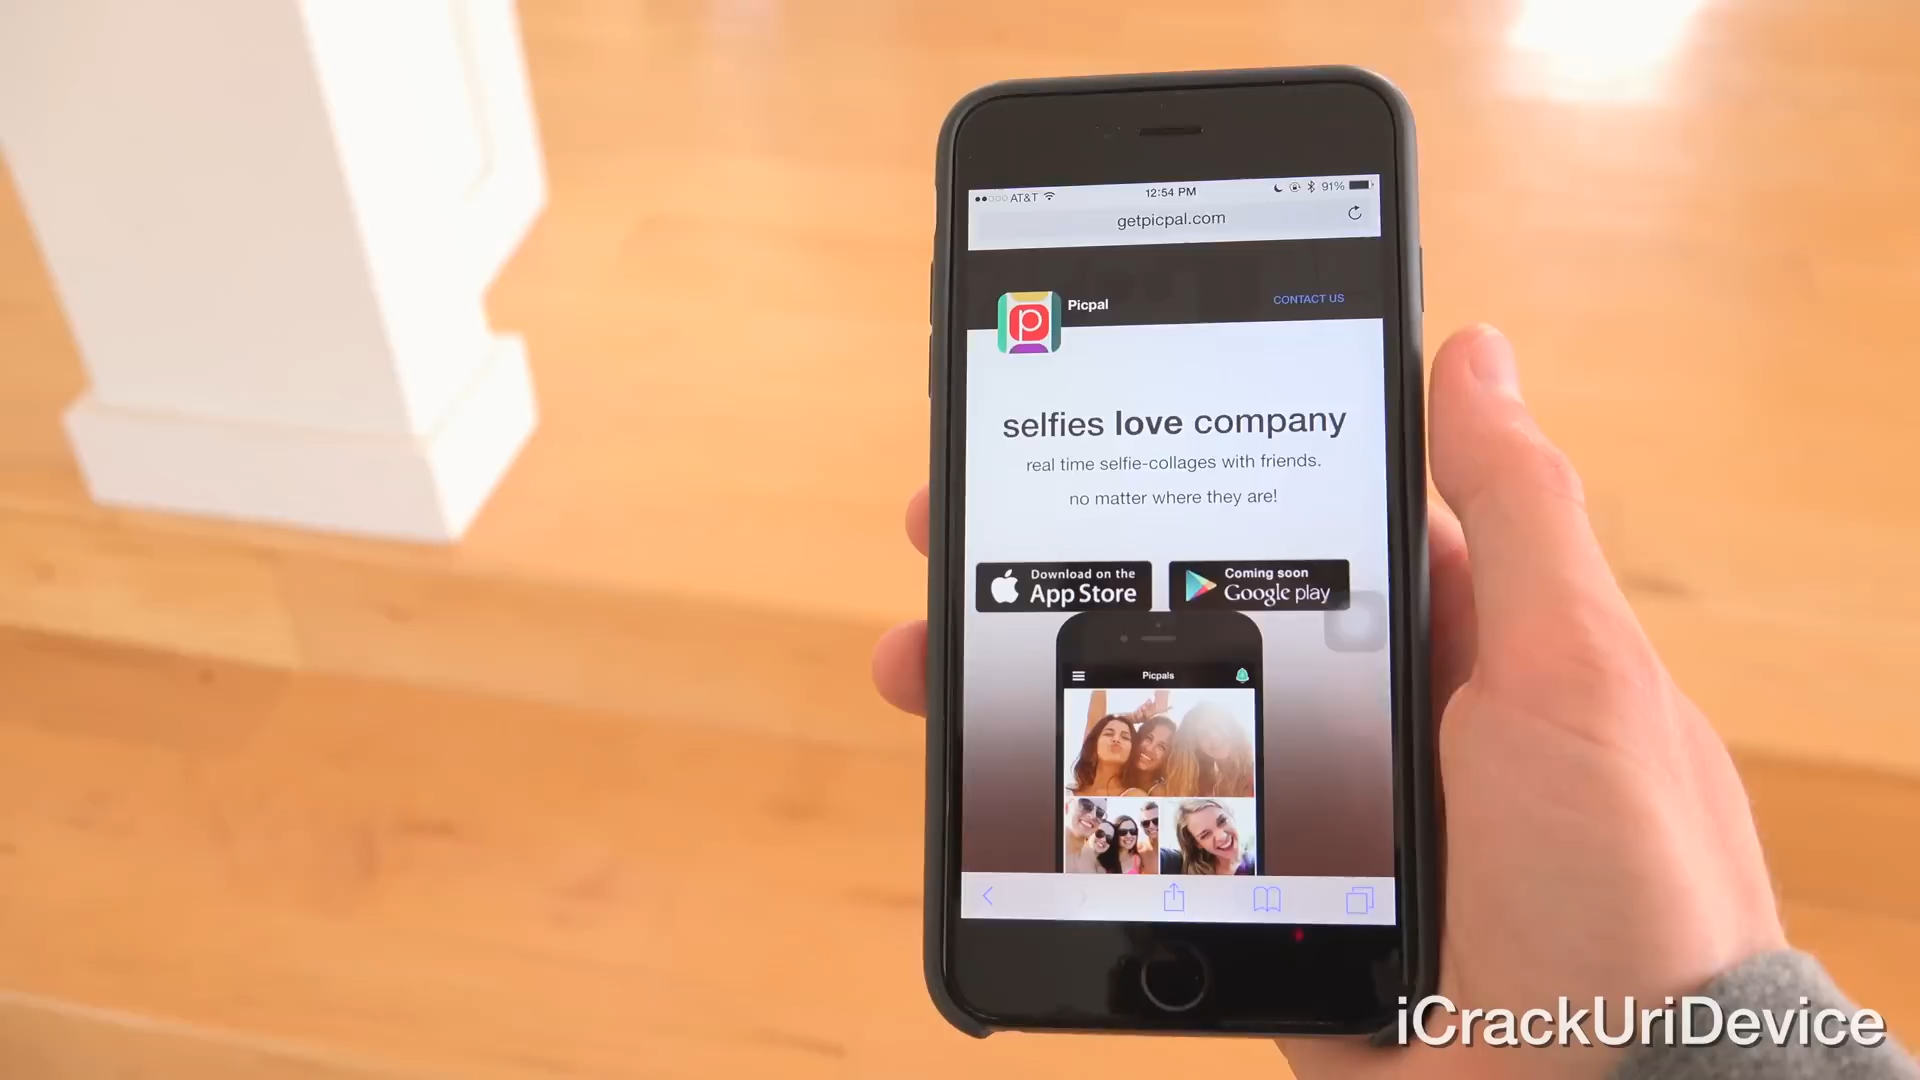 AT&T 12:54 PM 91%
getpicpal.com
p
Picpal
CONTACT US
selfies love company
real time selfie-collages with friends.
no matter where they are!
Download on the
App Store
Coming soon
Google play
Picpals
iCrackUriDevice